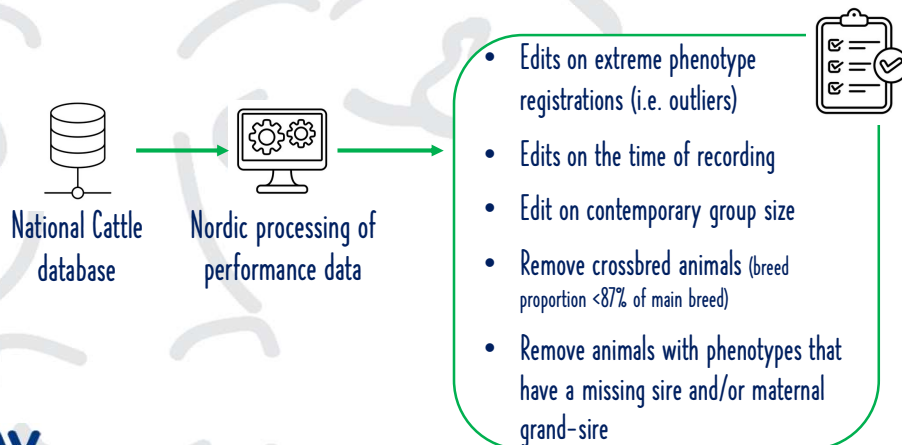 National Cattle
database
Nordic processing of
performance data
• Edits on extreme phenotype
registrations (i.e. outliers)
• Edits on the time of recording
• Edit on contemporary group size
• Remove crossbred animals (breed
proportion <87% of main breed)
• Remove animals with phenotypes that
have a missing sire and/or maternal
grand-sire